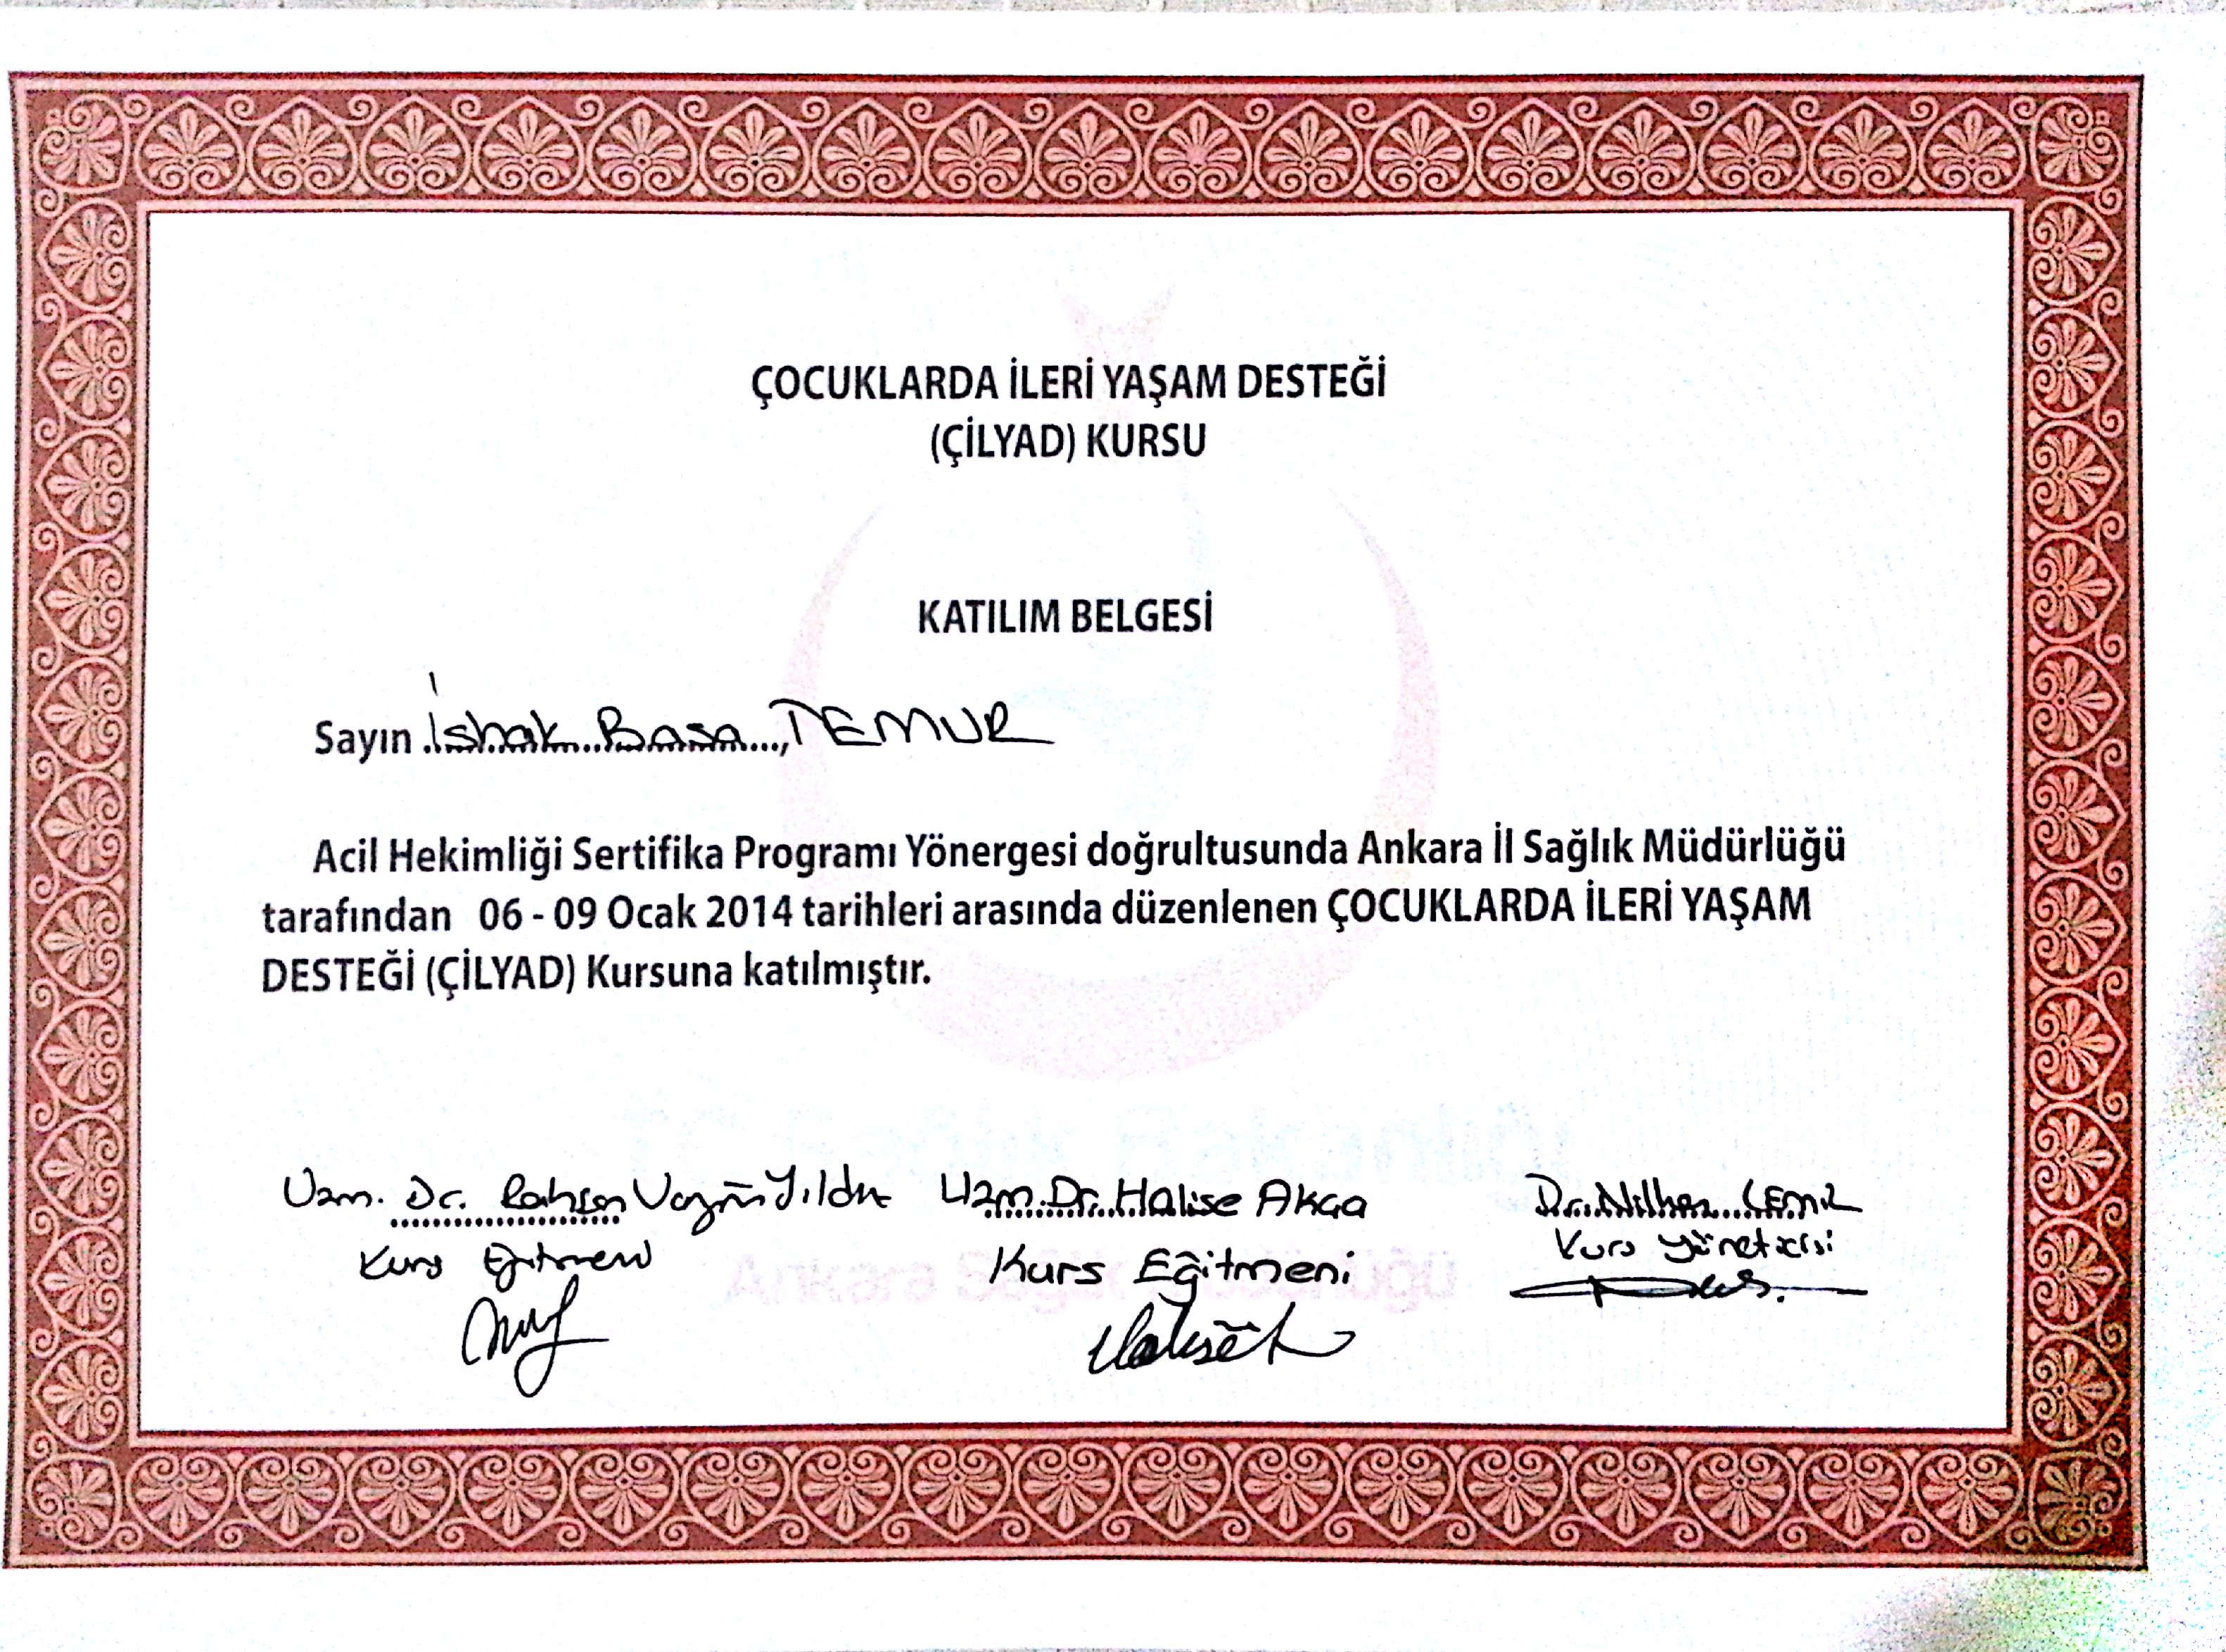 ÇOCUKLARDA İLERİ YAŞAM DESTEĞİ
(ÇİLYAD) KURSU
KATILIM BELGESİ
Sayın İshak Basa TEMUR
Acil Hekimliği Sertifika Programı Yönergesi doğrultusunda Ankara İl Sağlık Müdürlüğü
tarafından 06 - 09 Ocak 2014 tarihleri arasında düzenlenen ÇOCUKLARDA İLERİ YAŞAM
DESTEĞİ (ÇİLYAD) Kursuna katılmıştır.
Uzm. Dr. Uzm. Dr. Halise Akça Dr.
Kurs Eğitmeni Kurs Eğitmeni Kurs Yöneticisi